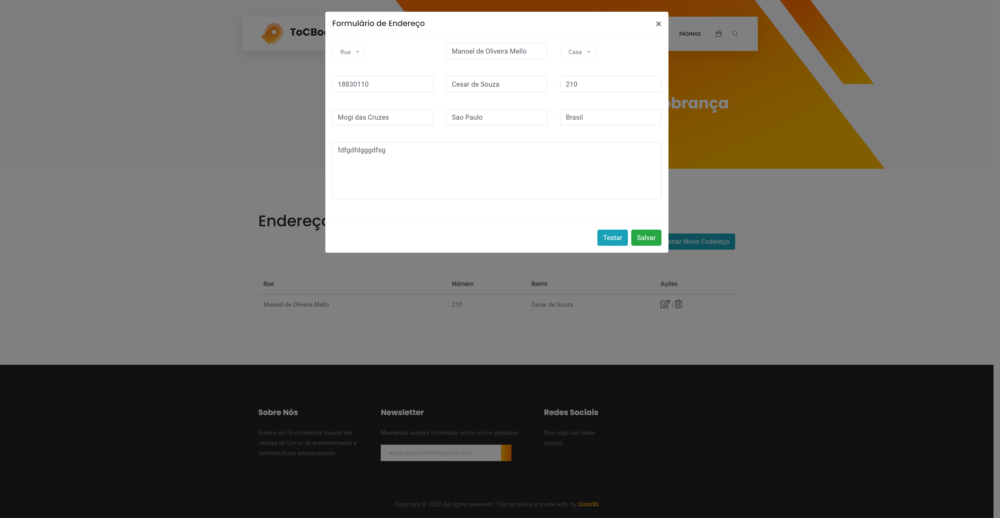 Formulário de Endereço ×
ToCBo
PÁGINAS
Rua
Manoel de Oliveira Mello
Casa
18830110
Cesar de Souza
210
brança
Mogi das Cruzes
Sao Paulo
Brasil
fdfgdfdgggdfsg
Endereç
Testar
Salvar
onar Novo Endereço
Rua Número Bairro Ações
Manoel de Oliveira Mello 210 Cesar de Souza |
Sobre Nós
Somos um E-commerce focado em
vendas de Livros de entreterimento e
também livros educacionaiis
Newsletter
Mantenha sempre informado sobre novos produtos
eduardocarlos456@gmail.com
Redes Sociais
Nos siga nas redes
sociais
Copyright © 2020 All rights reserved | This template is made with by Colorlib